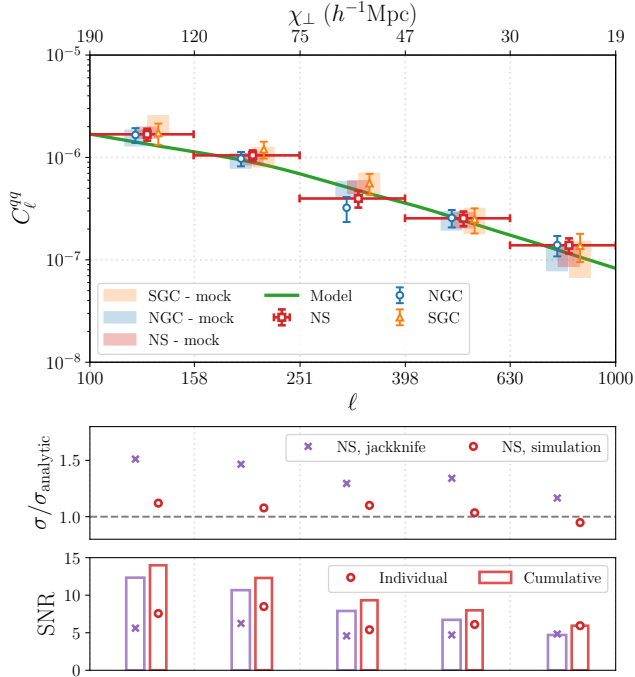 χ⊥ (h⁻¹Mpc)
190 120 75 47 30 19
10⁻⁵
10⁻⁶
10⁻⁷
10⁻⁸
C_ℓ^{qq}
SGC - mock
NGC - mock
NS - mock
Model
NS
NGC
SGC
100 158 251 398 630 1000
ℓ
σ/σ_analytic
1.5
1.0
NS, jackknife NS, simulation
SNR
15
10
5
0
Individual Cumulative